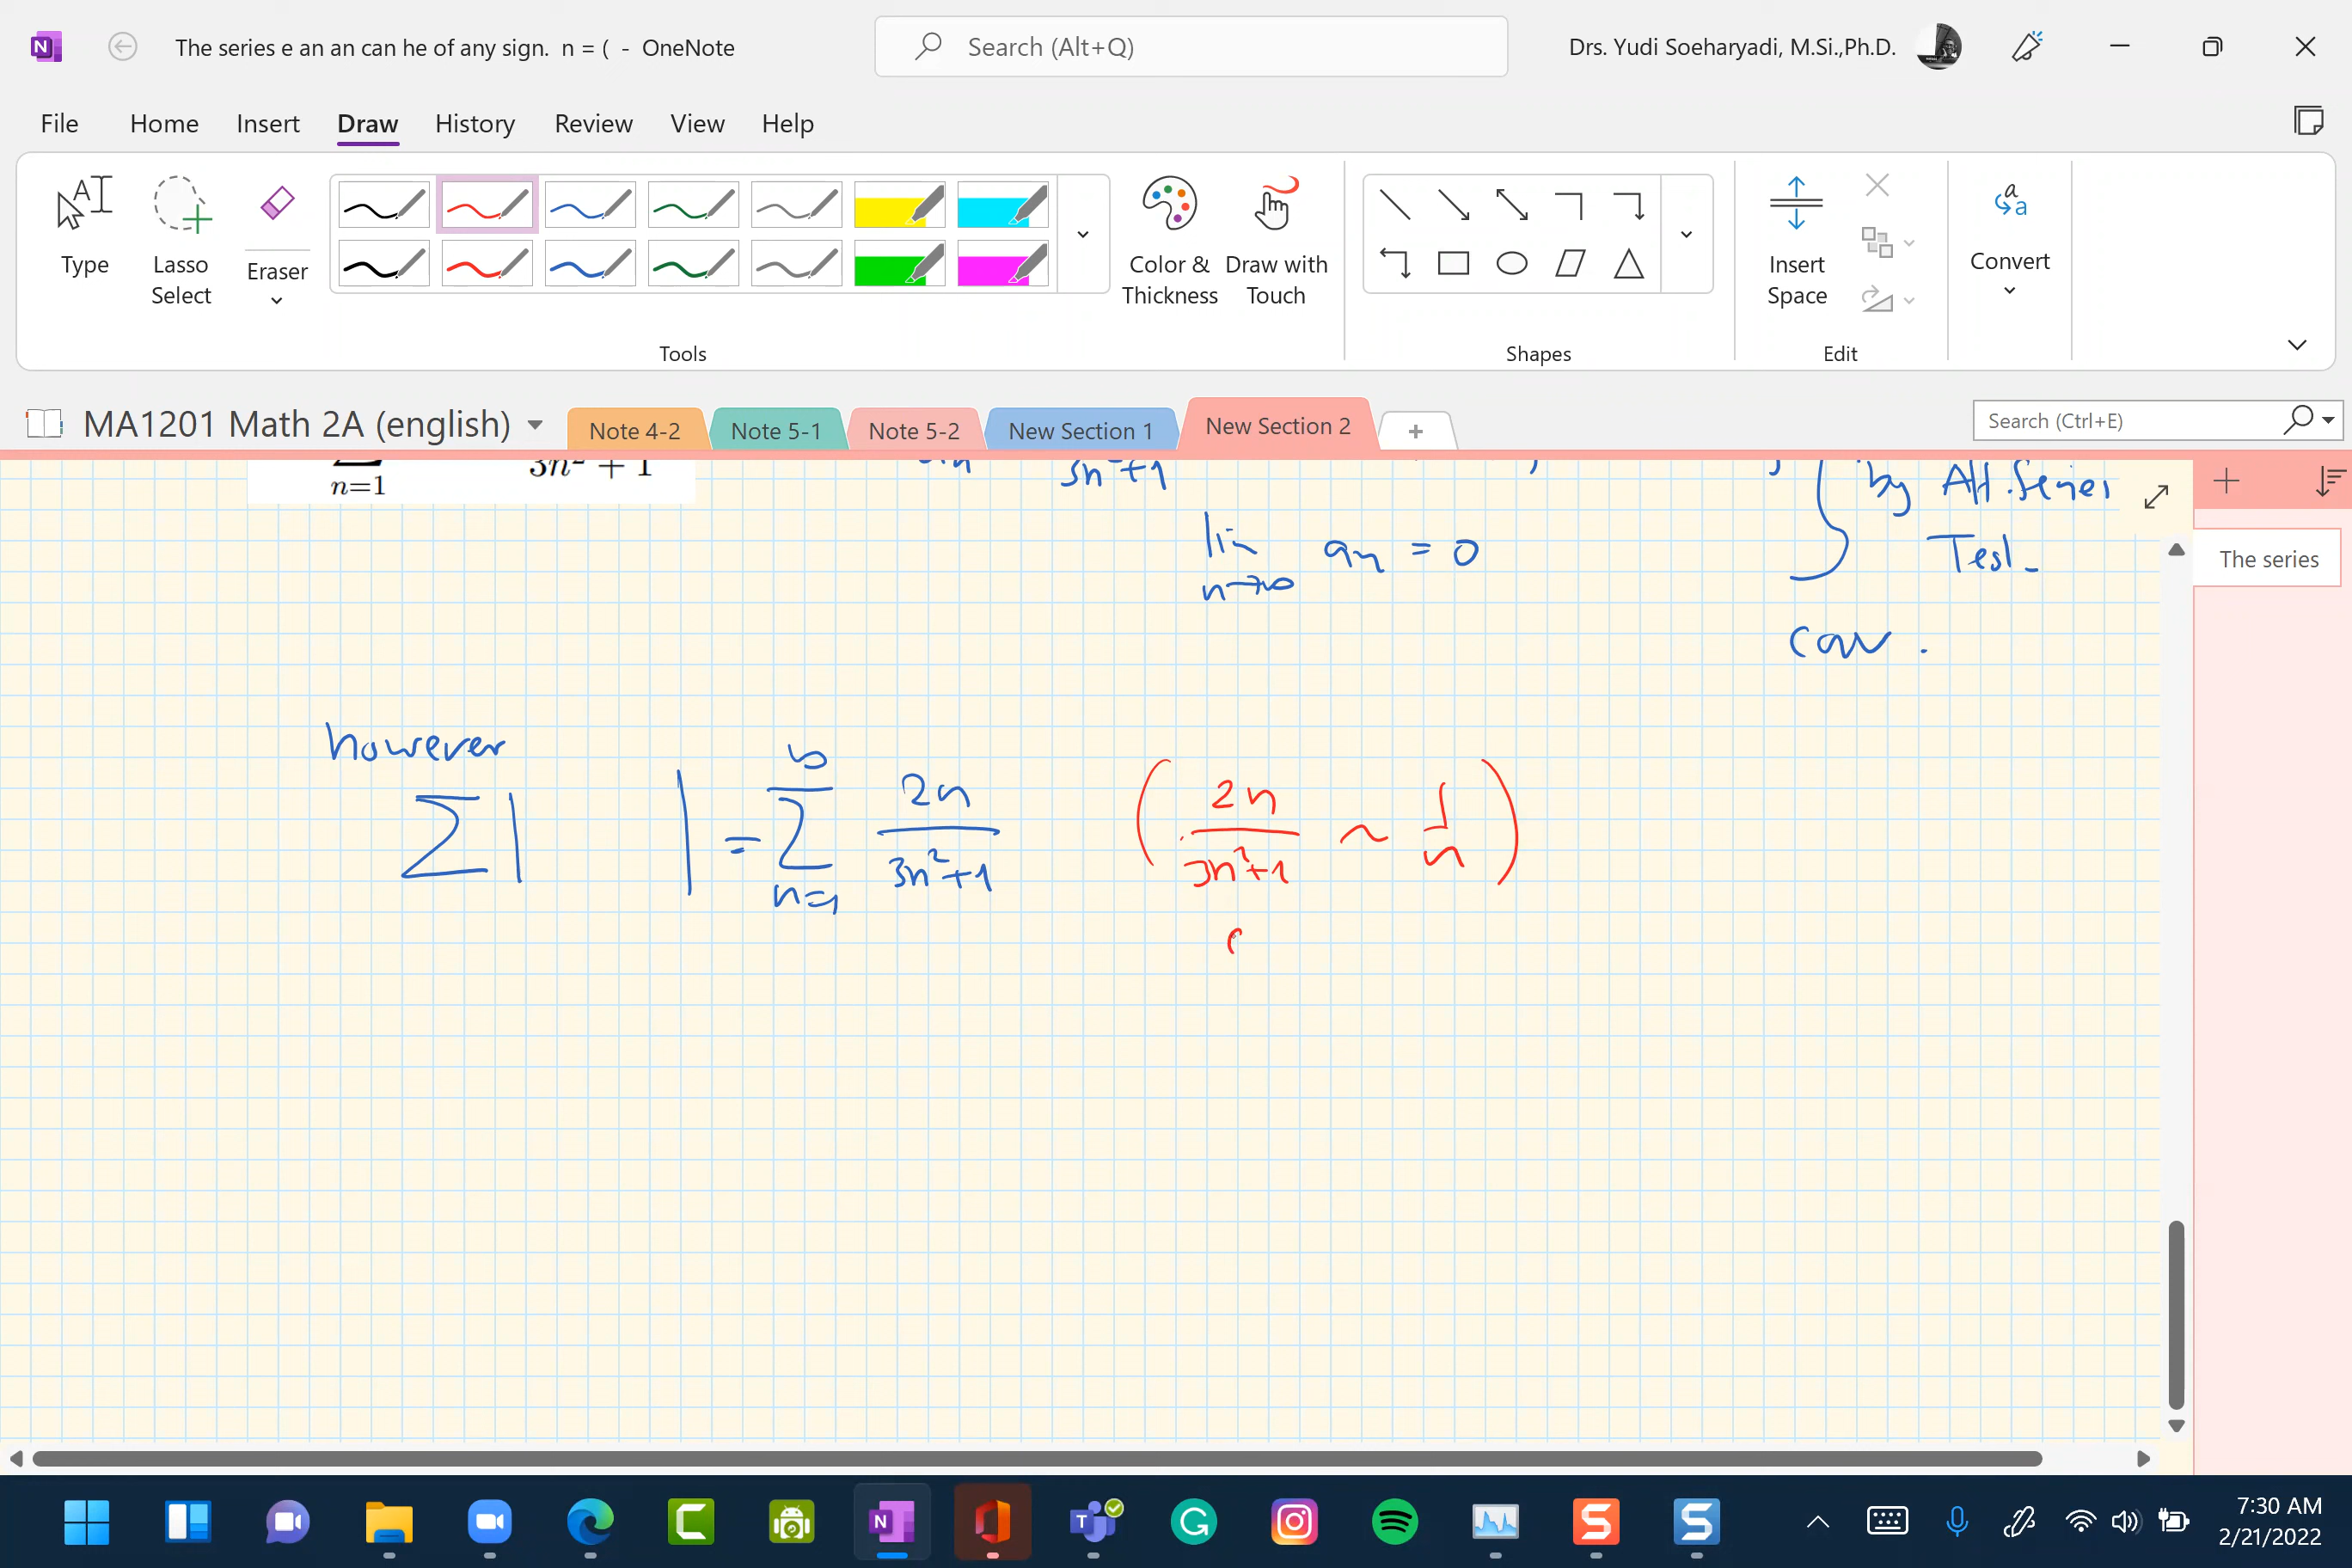 The series e an an can he of any sign. n = ( - OneNote
Search (Alt+Q)
Drs. Yudi Soeharyadi, M.Si.,Ph.D.
File Home Insert Draw History Review View Help
Type
Lasso Select
Eraser
Color & Thickness
Draw with Touch
Insert Space
Convert
Tools
Shapes
Edit
MA1201 Math 2A (english)
Note 4-2
Note 5-1
Note 5-2
New Section 1
New Section 2
Search (Ctrl+E)
The series
n=1
3n² + 1
3n²+1
by Alt. Series
Test.
lim n→∞ an = 0
conv.
however
Σ| | = Σ n=1 ∞ 2n / 3n²+1 ( 2n / 3n²+1 ~ 1/n )
7:30 AM
2/21/2022